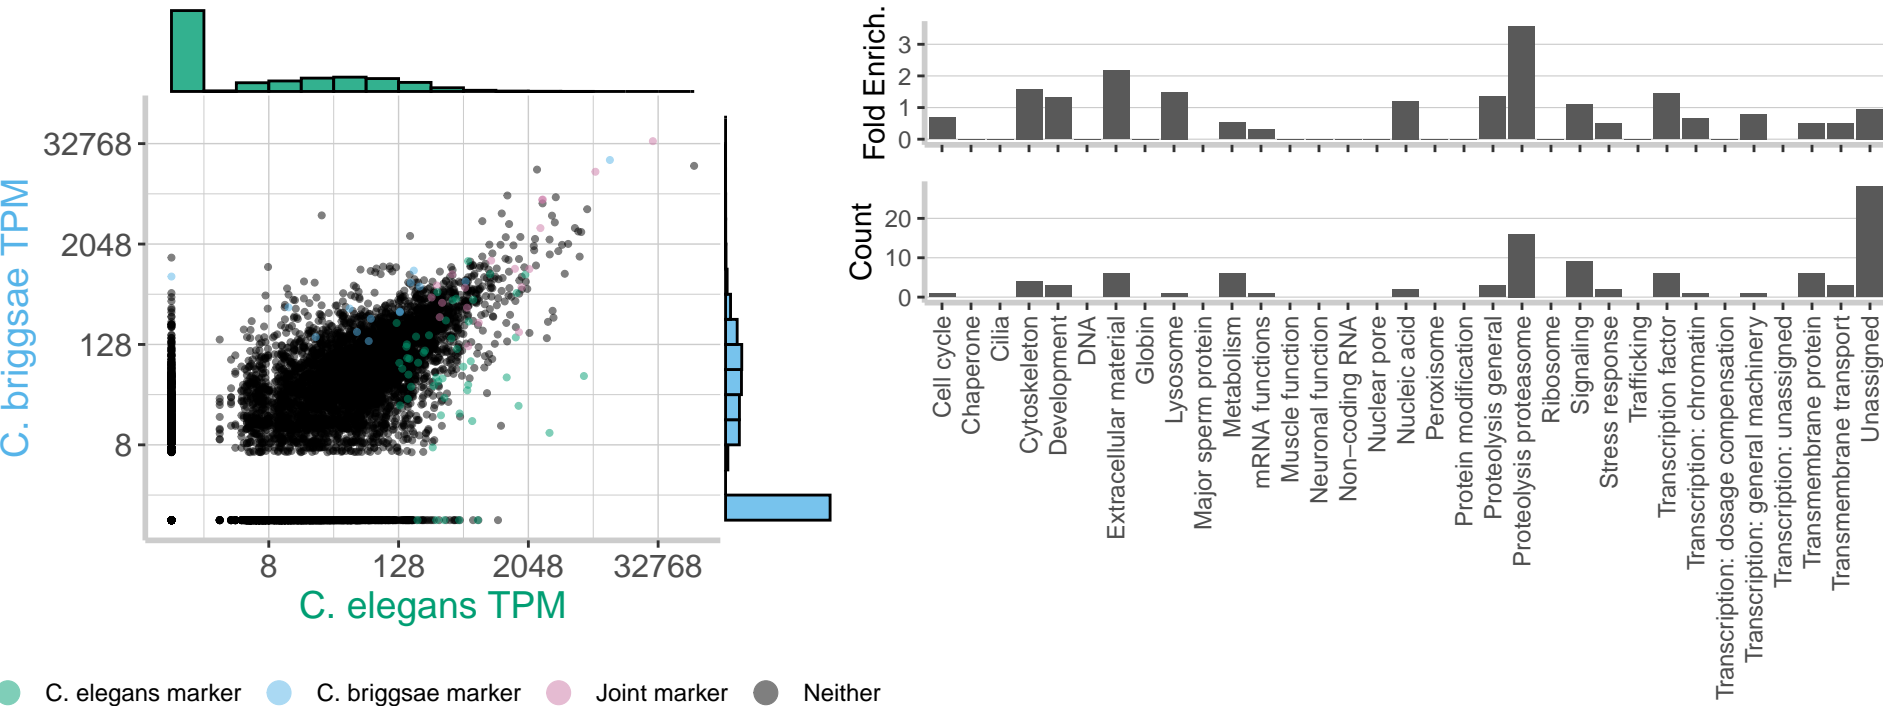 C. briggsae TPM
32768
2048
128
8
8
128
2048
32768
C. elegans TPM
C. elegans marker
C. briggsae marker
Joint marker
Neither
Fold Enrich.
3
2
1
0
Count
20
10
0
Cell cycle
Chaperone
Cilia
Cytoskeleton
Development
DNA
Extracellular material
Globin
Lysosome
Major sperm protein
Metabolism
mRNA functions
Muscle function
Neuronal function
Non−coding RNA
Nuclear pore
Nucleic acid
Peroxisome
Protein modification
Proteolysis general
Proteolysis proteasome
Ribosome
Signaling
Stress response
Trafficking
Transcription factor
Transcription: chromatin
Transcription: dosage compensation
Transcription: general machinery
Transcription: unassigned
Transmembrane protein
Transmembrane transport
Unassigned